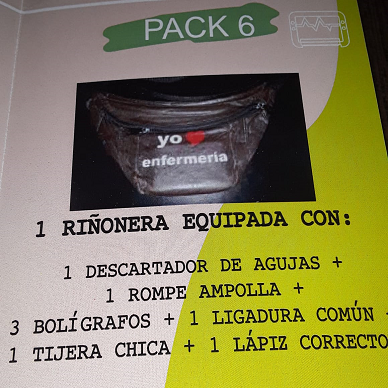 PACK 6
yo ❤
enfermería
1 RIÑONERA EQUIPADA CON:
1 DESCARTADOR DE AGUJAS +
1 ROMPE AMPOLLA +
3 BOLÍGRAFOS + 1 LIGADURA COMÚN +
1 TIJERA CHICA + 1 LÁPIZ CORRECTO